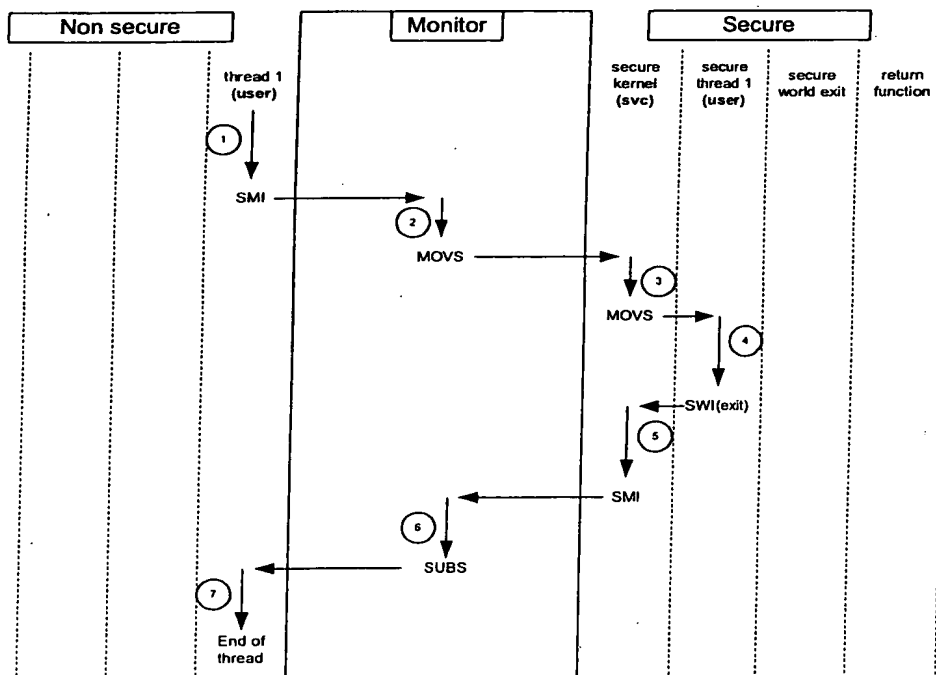 Non secure
Monitor
Secure
thread 1
(user)
secure
kernel
(svc)
secure
thread 1
(user)
secure
world exit
return
function
1
SMI
2
MOVS
3
MOVS
4
SWI(exit)
5
SMI
6
SUBS
7
End of
thread